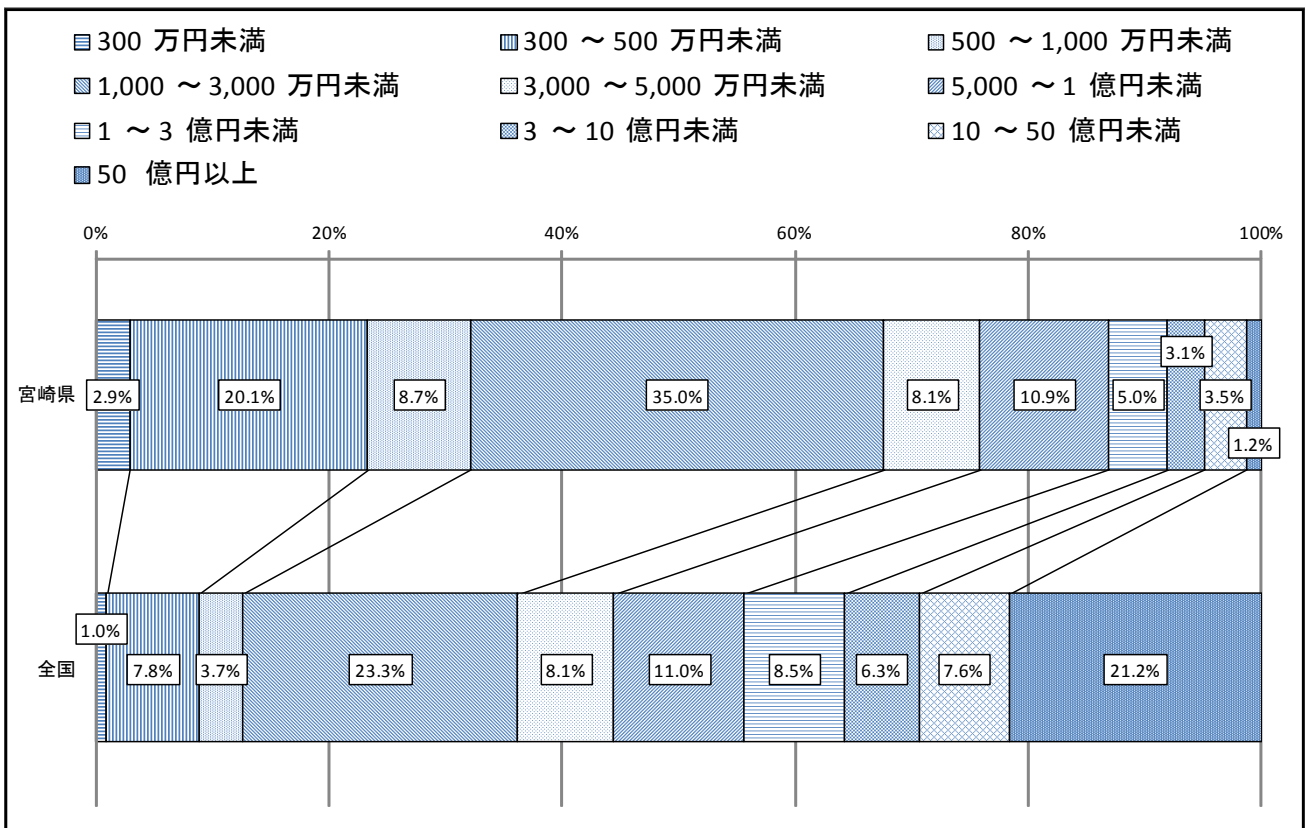 300 万円未満 300 ～ 500 万円未満 500 ～ 1,000 万円未満
1,000 ～ 3,000 万円未満 3,000 ～ 5,000 万円未満 5,000 ～ 1 億円未満
1 ～ 3 億円未満 3 ～ 10 億円未満 10 ～ 50 億円未満
50 億円以上
0% 20% 40% 60% 80% 100%
宮崎県 2.9% 20.1% 8.7% 35.0% 8.1% 10.9% 5.0% 3.1% 3.5% 1.2%
全国 1.0% 7.8% 3.7% 23.3% 8.1% 11.0% 8.5% 6.3% 7.6% 21.2%